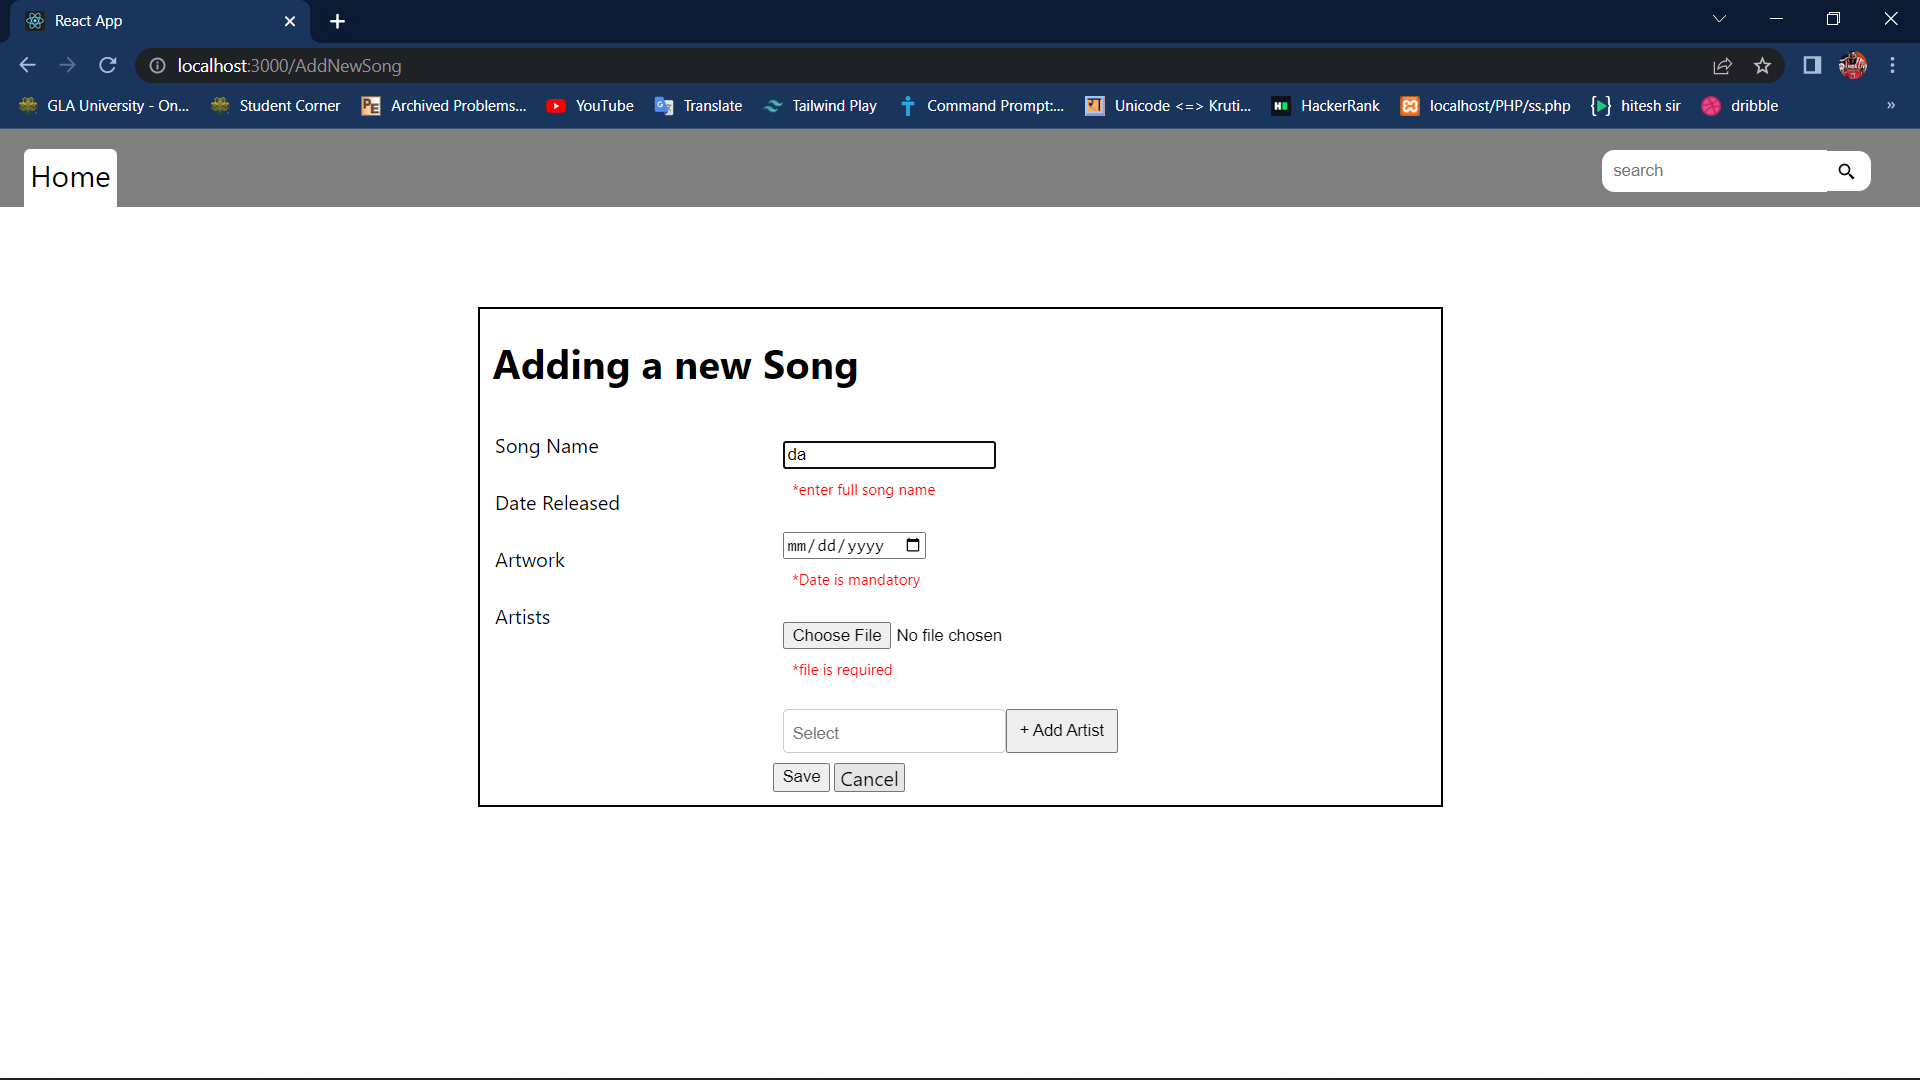 React App
localhost:3000/AddNewSong
GLA University - On... Student Corner Archived Problems... YouTube Translate Tailwind Play Command Prompt:... Unicode <=> Kruti... HackerRank localhost/PHP/ss.php hitesh sir dribble »
Home search
Adding a new Song
Song Name
da
*enter full song name
Date Released
mm/dd/yyyy
*Date is mandatory
Artwork
Choose File No file chosen
*file is required
Artists
Select + Add Artist
Save Cancel